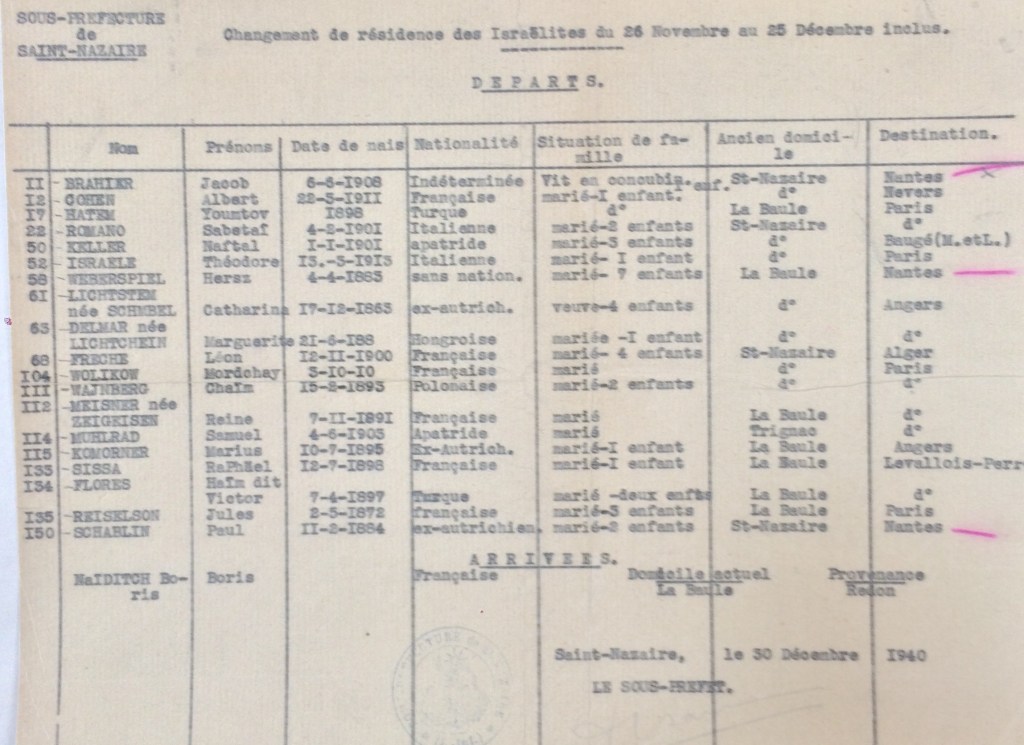 SOUS-PREFECTURE
de
SAINT-NAZAIRE
Changement de résidence des Israëlites du 26 Novembre au 25 Décembre inclus.
D E P A R T S.
Nom Prénoms Date de nais Nationalité Situation de fa- Ancien domici- Destination.
mille le
II - BRAHIER Jacob 6-6-I908 Indéterminée Vit en concubin. I enf. St-Nazaire Nantes
I2 - COHEN Albert 22-3-I9II Française marié-I enfant. d° Nevers
I7 - HATEM Youmtov I898 Turque d° La Baule Paris
22 - ROMANO Sabetaï 4-2-I90I Italienne marié-2 enfants St-Nazaire d°
50 - KELLER Naftal I-I-I90I apatride marié-3 enfants d° Baugé(M.etL.)
52 - ISRAELE Théodore I3.-3-I9I3 Italienne marié- I enfant d° Paris
58 - WEBERSPIEL Hersz 4-4-I883 sans nation. marié- 7 enfants La Baule Nantes
6I - LICHTSTEM
née SCHMBEL Catharina I7-I2-I863 ex-autrich. veuve-4 enfants d° Angers
63 - DELMAR née
LICHTCHEIN Marguerite 2I-6-I88 Hongroise mariée -I enfant d° d°
68 - FRECHE Léon I2-II-I900 Française marié- 4 enfants St-Nazaire Alger
I04 - WOLIKOW Mordchay 3-I0-I0 Française marié d° Paris
III - WAJNBERG Chaïm I5-2-I893 Polonaise marié-2 enfants d° d°
II2 - MEISNER née
ZEIGEISEN Reine 7-II-I89I Française marié La Baule d°
II4 - MUHLRAD Samuel 4-6-I903 Apatride marié Trignac d°
II5 - KOMORNER Marius I0-7-I895 Ex-Autrich. marié-I enfant La Baule Angers
I33 - SISSA RaPhäel I2-7-I898 Française marié-I enfant La Baule Levallois-Perr
I34 - FLORES Haïm dit
Victor 7-4-I897 Turque marié -deux enfts La Baule d°
I35 - REISELSON Jules 2-5-I872 française marié-3 enfants La Baule Paris
I50 - SCHABLIN Paul II-2-I884 ex-autrichien. marié-2 enfants St-Nazaire Nantes
A R R I V E E S.
NaIDITCH Bo- Boris Française Domicile actuel Provenance
ris La Baule Redon
Saint-Nazaire, le 30 Décembre I940
LE SOUS-PREFET.